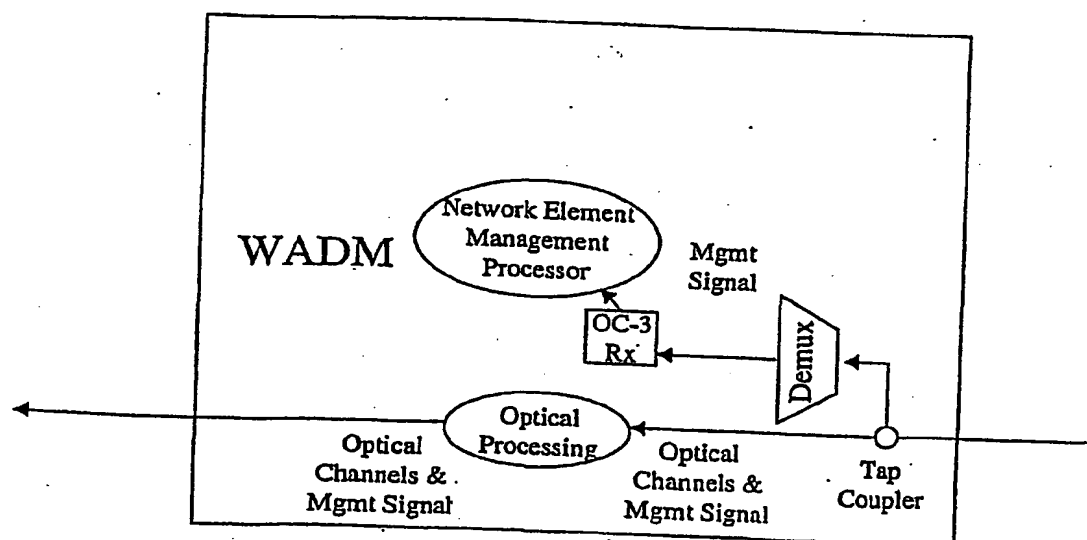 Network Element
Management
Processor
WADM
Mgmt
Signal
OC-3
Rx
Demux
Optical
Processing
Optical
Channels &
Mgmt Signal
Optical
Channels &
Mgmt Signal
Tap
Coupler